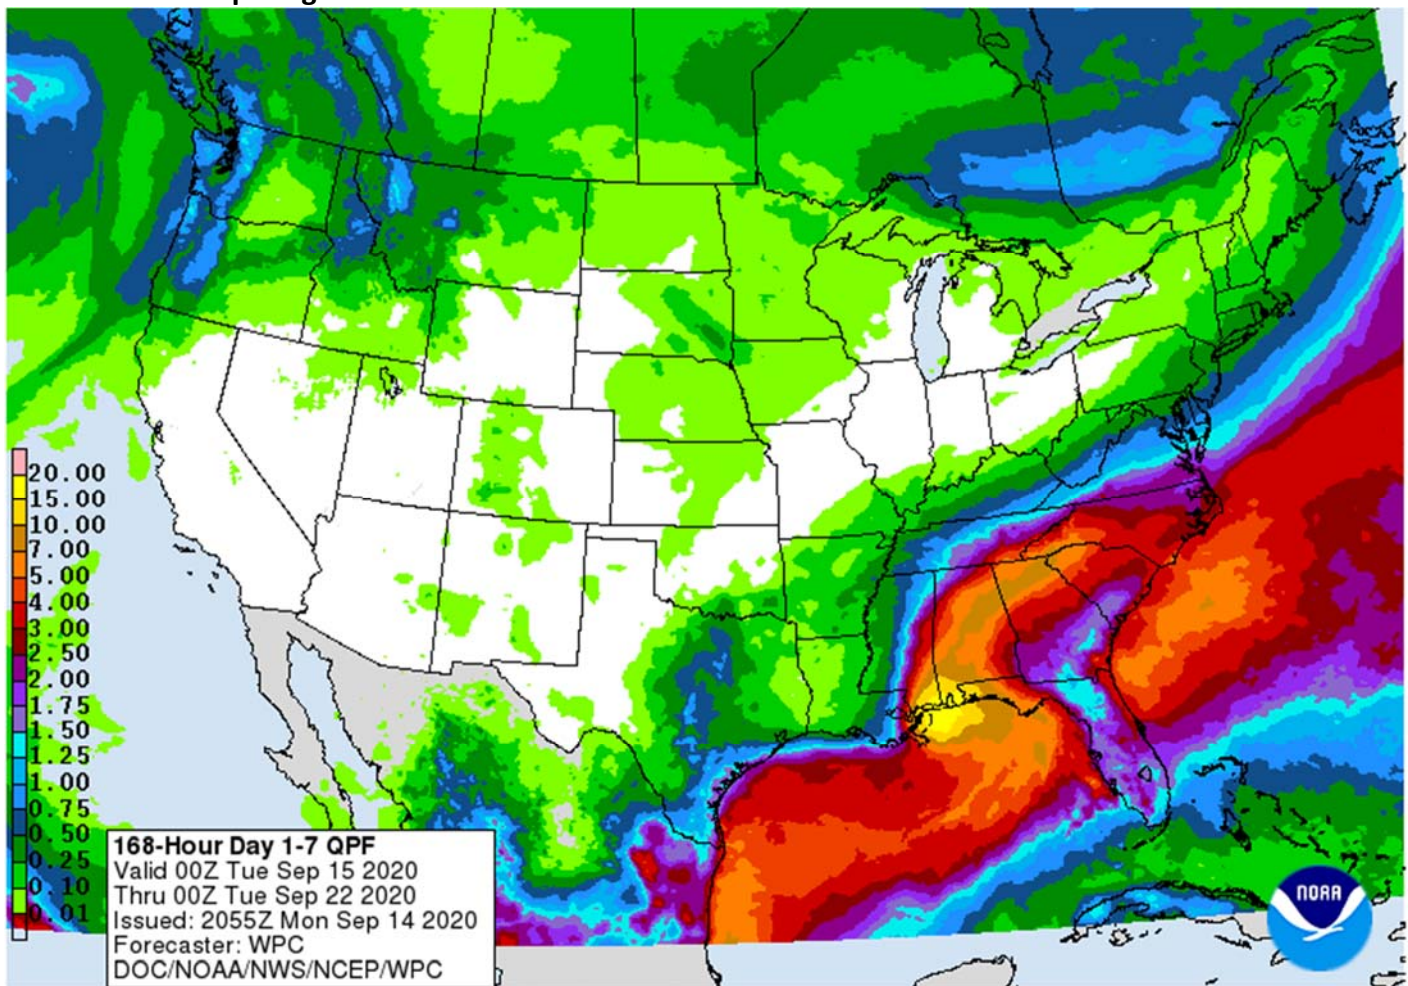 20.00
15.00
10.00
7.00
5.00
4.00
3.00
2.50
2.00
1.75
1.50
1.25
1.00
0.75
0.50
0.25
0.10
0.01
168-Hour Day 1-7 QPF
Valid 00Z Tue Sep 15 2020
Thru 00Z Tue Sep 22 2020
Issued: 2055Z Mon Sep 14 2020
Forecaster: WPC
DOC/NOAA/NWS/NCEP/WPC
NOAA